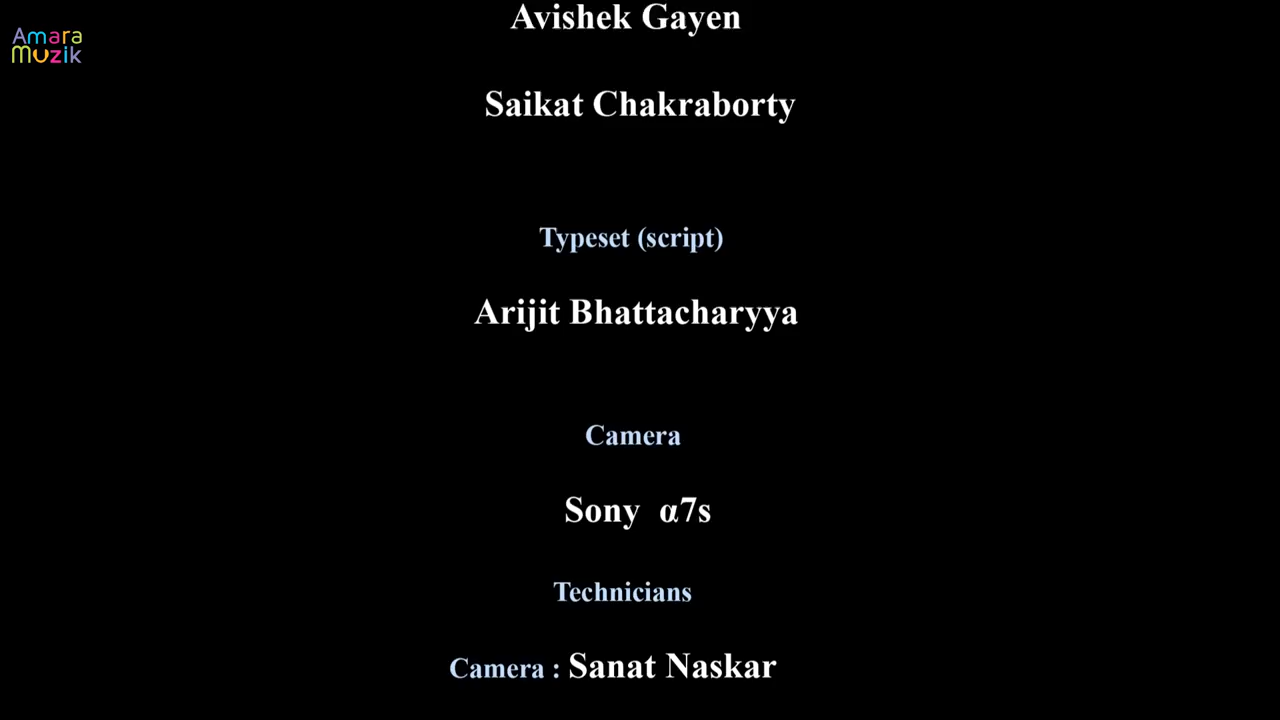 Amara
Muzik
Avishek Gayen
Saikat Chakraborty
Typeset (script)
Arijit Bhattacharyya
Camera
Sony α7s
Technicians
Camera : Sanat Naskar